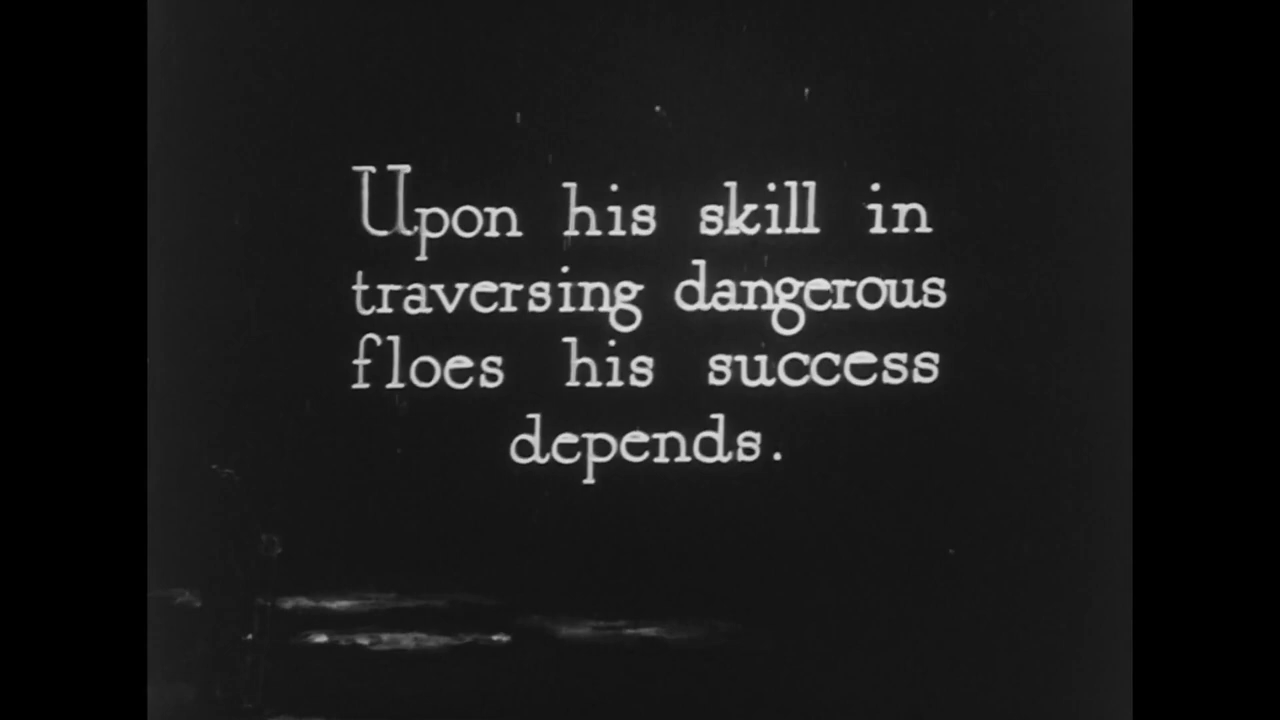 Upon his skill in
traversing dangerous
floes his success
depends.